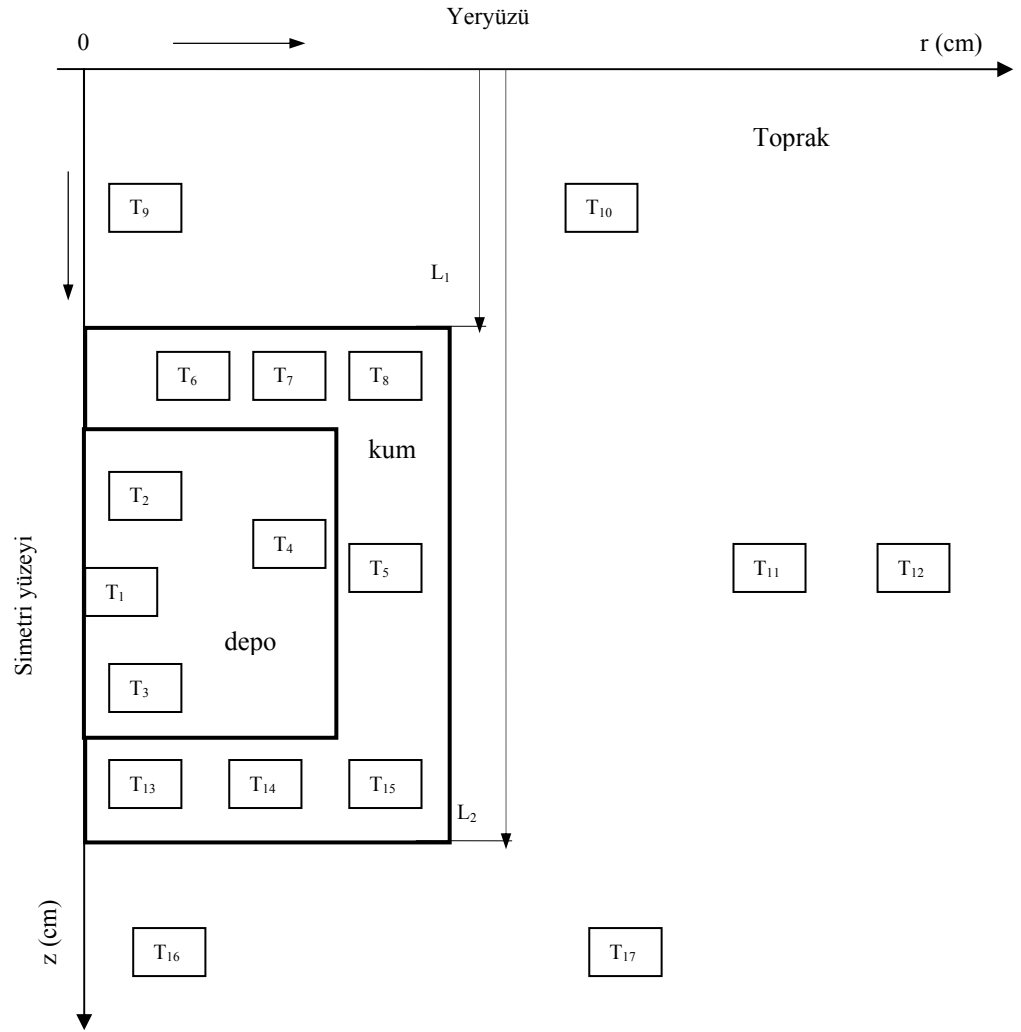 Yeryüzü
0
r (cm)
Toprak
T₉
T₁₀
L₁
T₆
T₇
T₈
kum
T₂
T₄
T₅
T₁₁
T₁₂
T₁
Simetri yüzeyi
depo
T₃
T₁₃
T₁₄
T₁₅
L₂
z (cm)
T₁₆
T₁₇